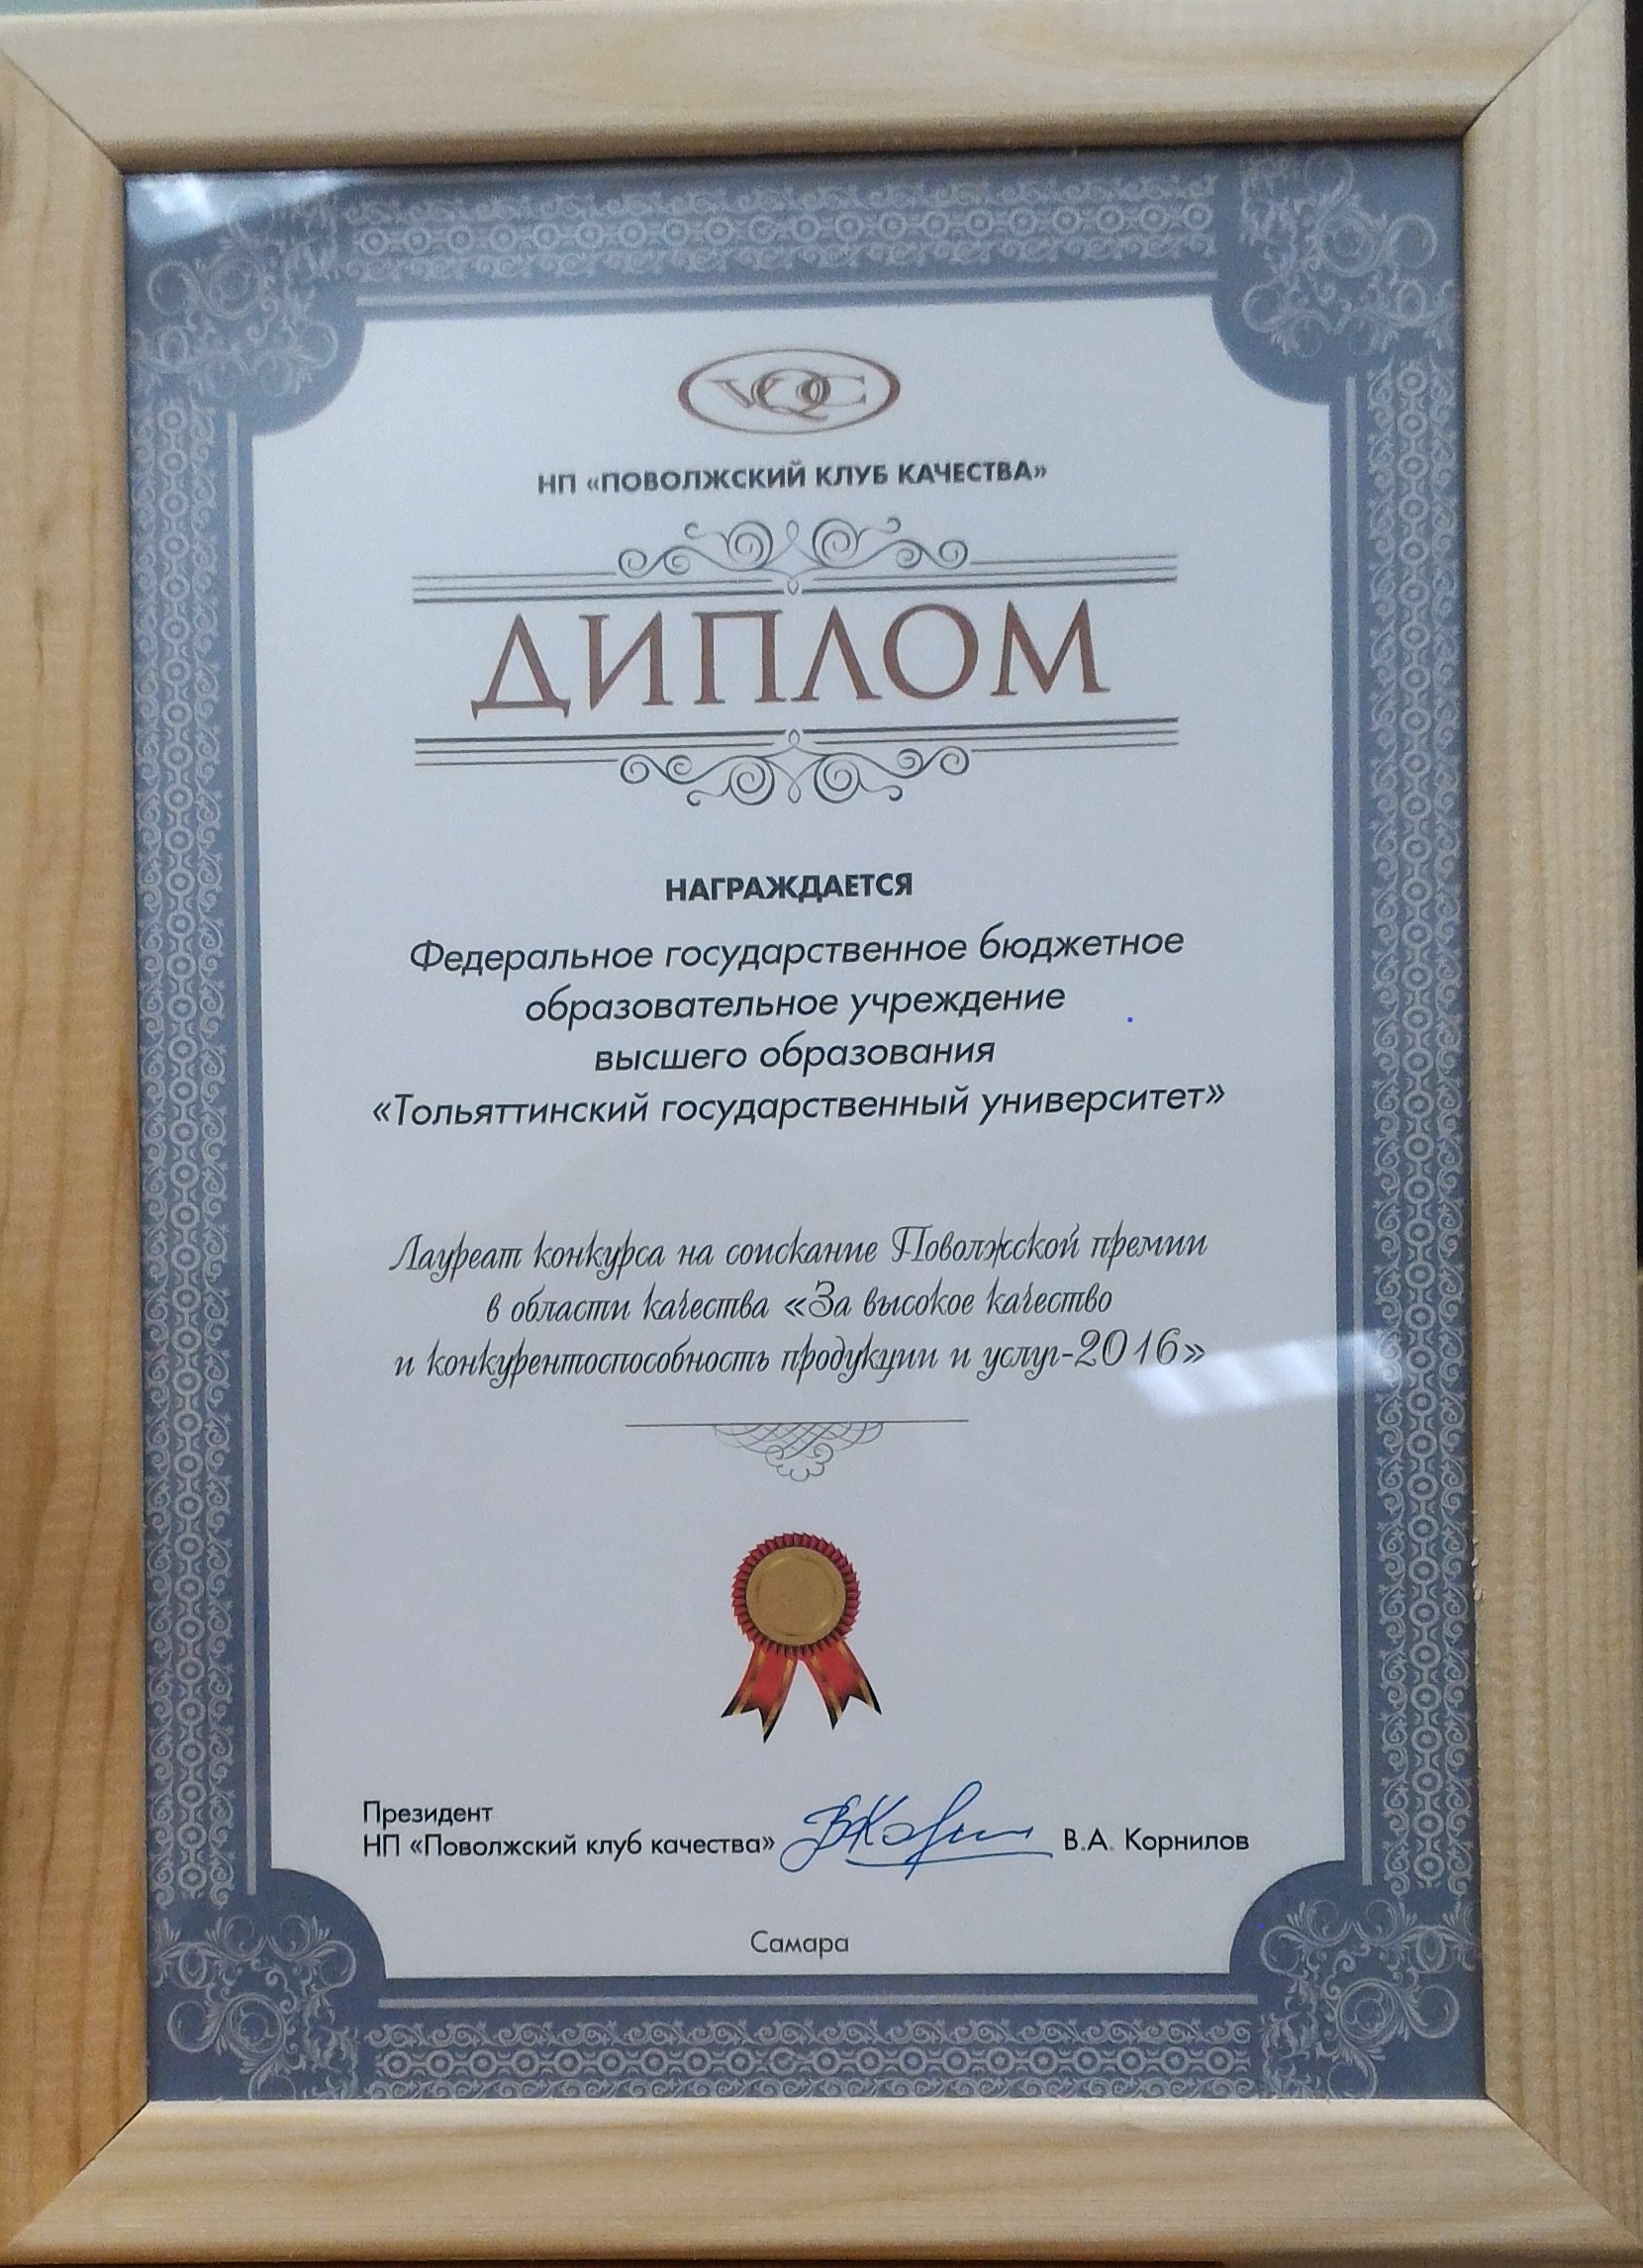 VQC
НП «ПОВОЛЖСКИЙ КЛУБ КАЧЕСТВА»
ДИПЛОМ
НАГРАЖДАЕТСЯ
Федеральное государственное бюджетное
образовательное учреждение
высшего образования
«Тольяттинский государственный университет»
Лауреат конкурса на соискание Поволжской премии
в области качества «За высокое качество
и конкурентоспособность продукции и услуг-2016»
Президент
НП «Поволжский клуб качества» В.А. Корнилов
Самара